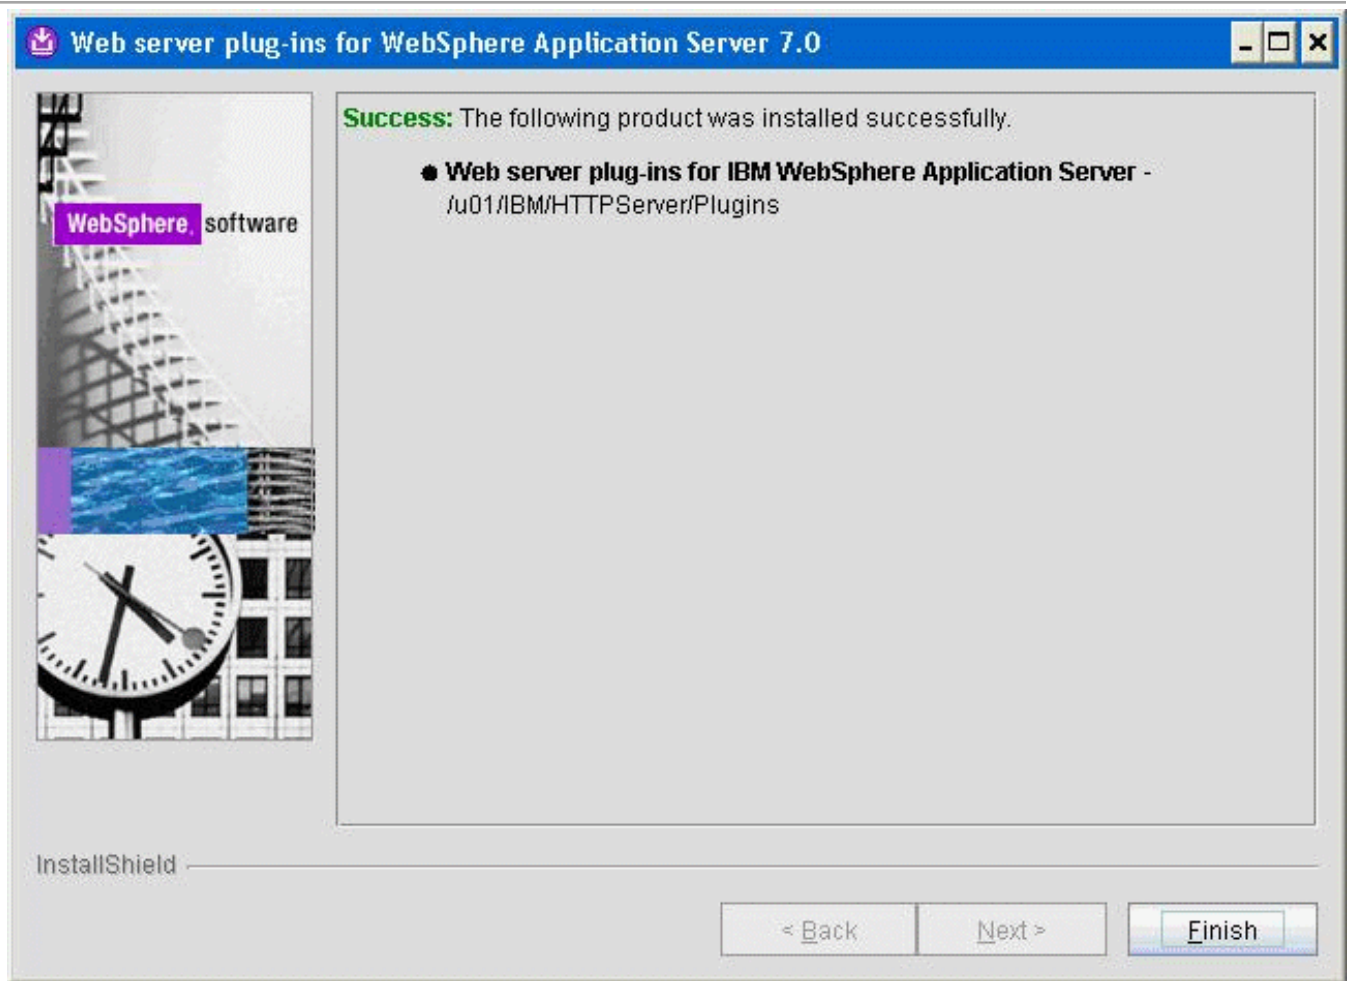 Web server plug-ins for WebSphere Application Server 7.0
WebSphere. software
Success: The following product was installed successfully.
Web server plug-ins for IBM WebSphere Application Server -
/u01/IBM/HTTPServer/Plugins
InstallShield
< Back
Next >
Finish